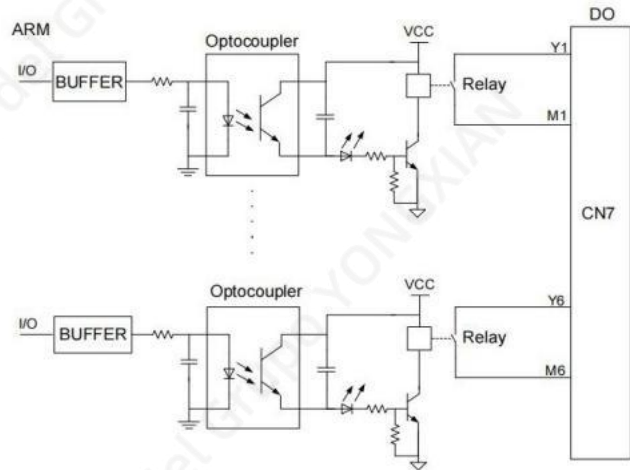 ARM
DO
VCC
Optocoupler
Y1
I/O
BUFFER
Relay
M1
CN7
VCC
Optocoupler
Y6
I/O
BUFFER
Relay
M6